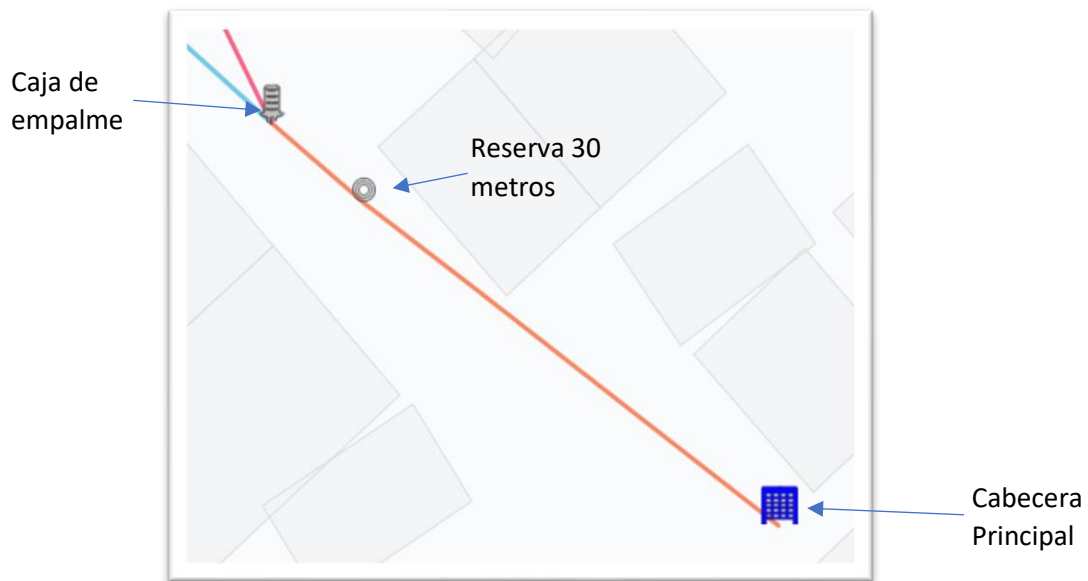 Caja de
empalme
Reserva 30
metros
Cabecera
Principal